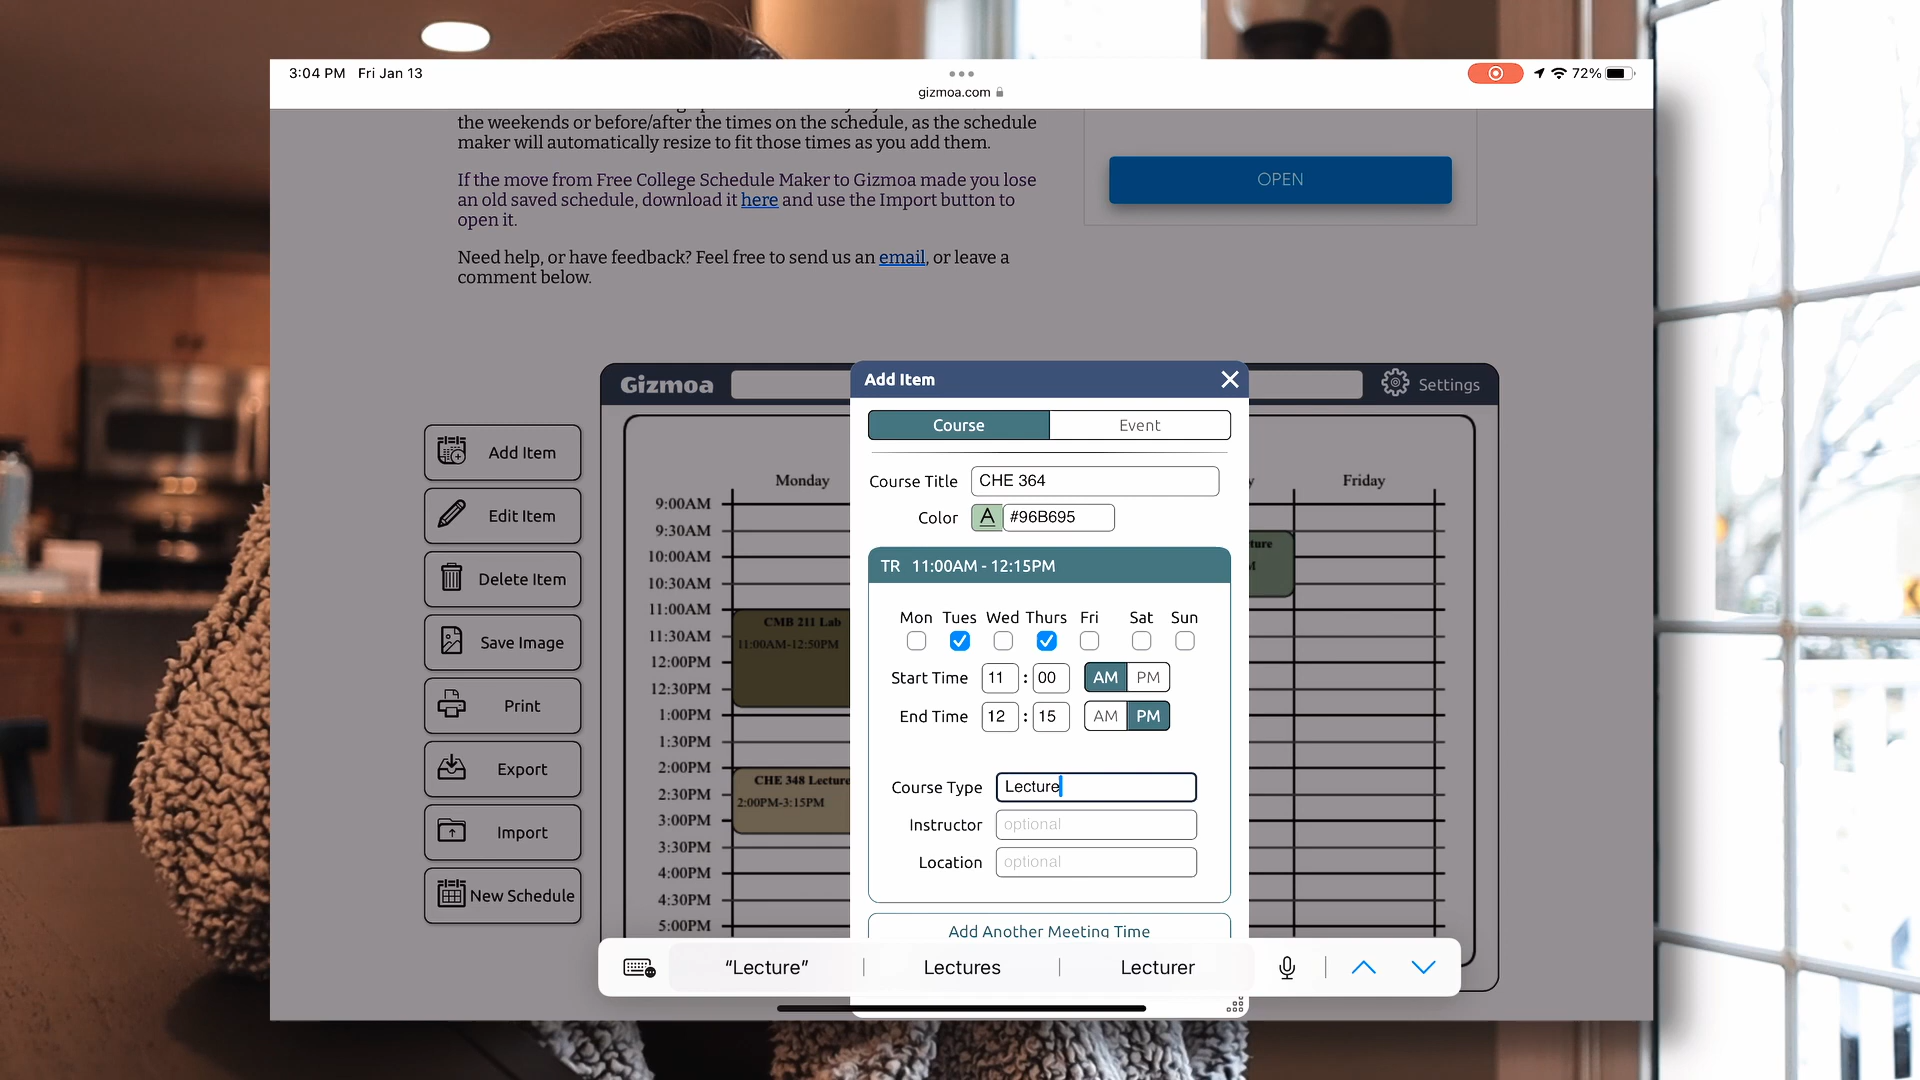 3:04 PM Fri Jan 13
72%
gizmoa.com
the weekends or before/after the times on the schedule, as the schedule
maker will automatically resize to fit those times as you add them.
If the move from Free College Schedule Maker to Gizmoa made you lose
an old saved schedule, download it here and use the Import button to
open it.
Need help, or have feedback? Feel free to send us an email, or leave a
comment below.
OPEN
Gizmoa
Settings
Add Item
Edit Item
Delete Item
Save Image
Print
Export
Import
New Schedule
Monday
Friday
9:00AM
9:30AM
10:00AM
10:30AM
11:00AM
11:30AM
12:00PM
12:30PM
1:00PM
1:30PM
2:00PM
2:30PM
3:00PM
3:30PM
4:00PM
4:30PM
5:00PM
CMB 211 Lab
11:00AM-12:50PM
CHE 348 Lecture
2:00PM-3:15PM
Add Item
Course
Event
Course Title CHE 364
Color A #96B695
TR 11:00AM - 12:15PM
Mon Tues Wed Thurs Fri Sat Sun
Start Time 11 : 00 AM PM
End Time 12 : 15 AM PM
Course Type Lecture
Instructor optional
Location optional
Add Another Meeting Time
“Lecture” Lectures Lecturer